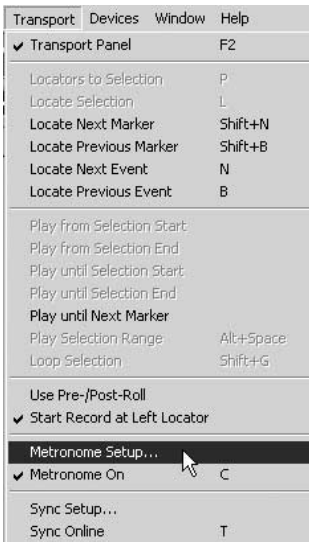 Transport Devices Window Help
Transport Panel F2
Locators to Selection P
Locate Selection L
Locate Next Marker Shift+N
Locate Previous Marker Shift+B
Locate Next Event N
Locate Previous Event B
Play from Selection Start
Play from Selection End
Play until Selection Start
Play until Selection End
Play until Next Marker
Play Selection Range Alt+Space
Loop Selection Shift+G
Use Pre-/Post-Roll
Start Record at Left Locator
Metronome Setup...
Metronome On C
Sync Setup...
Sync Online T